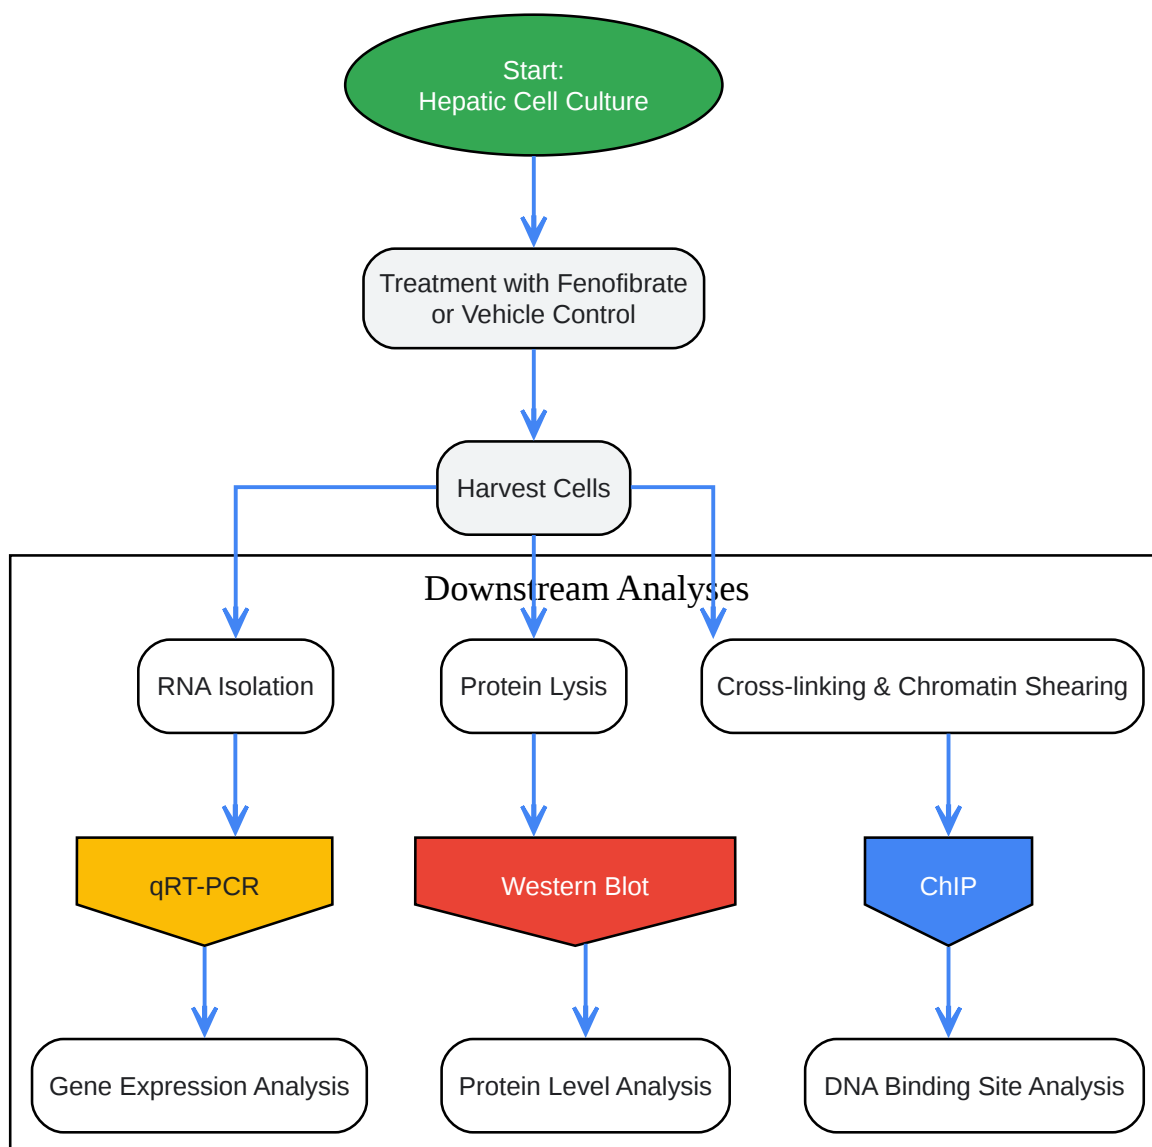 Start:
Hepatic Cell Culture
Treatment with Fenofibrate
or Vehicle Control
Harvest Cells
Downstream Analyses
RNA Isolation
Protein Lysis
Cross-linking & Chromatin Shearing
qRT-PCR
Western Blot
ChIP
Gene Expression Analysis
Protein Level Analysis
DNA Binding Site Analysis